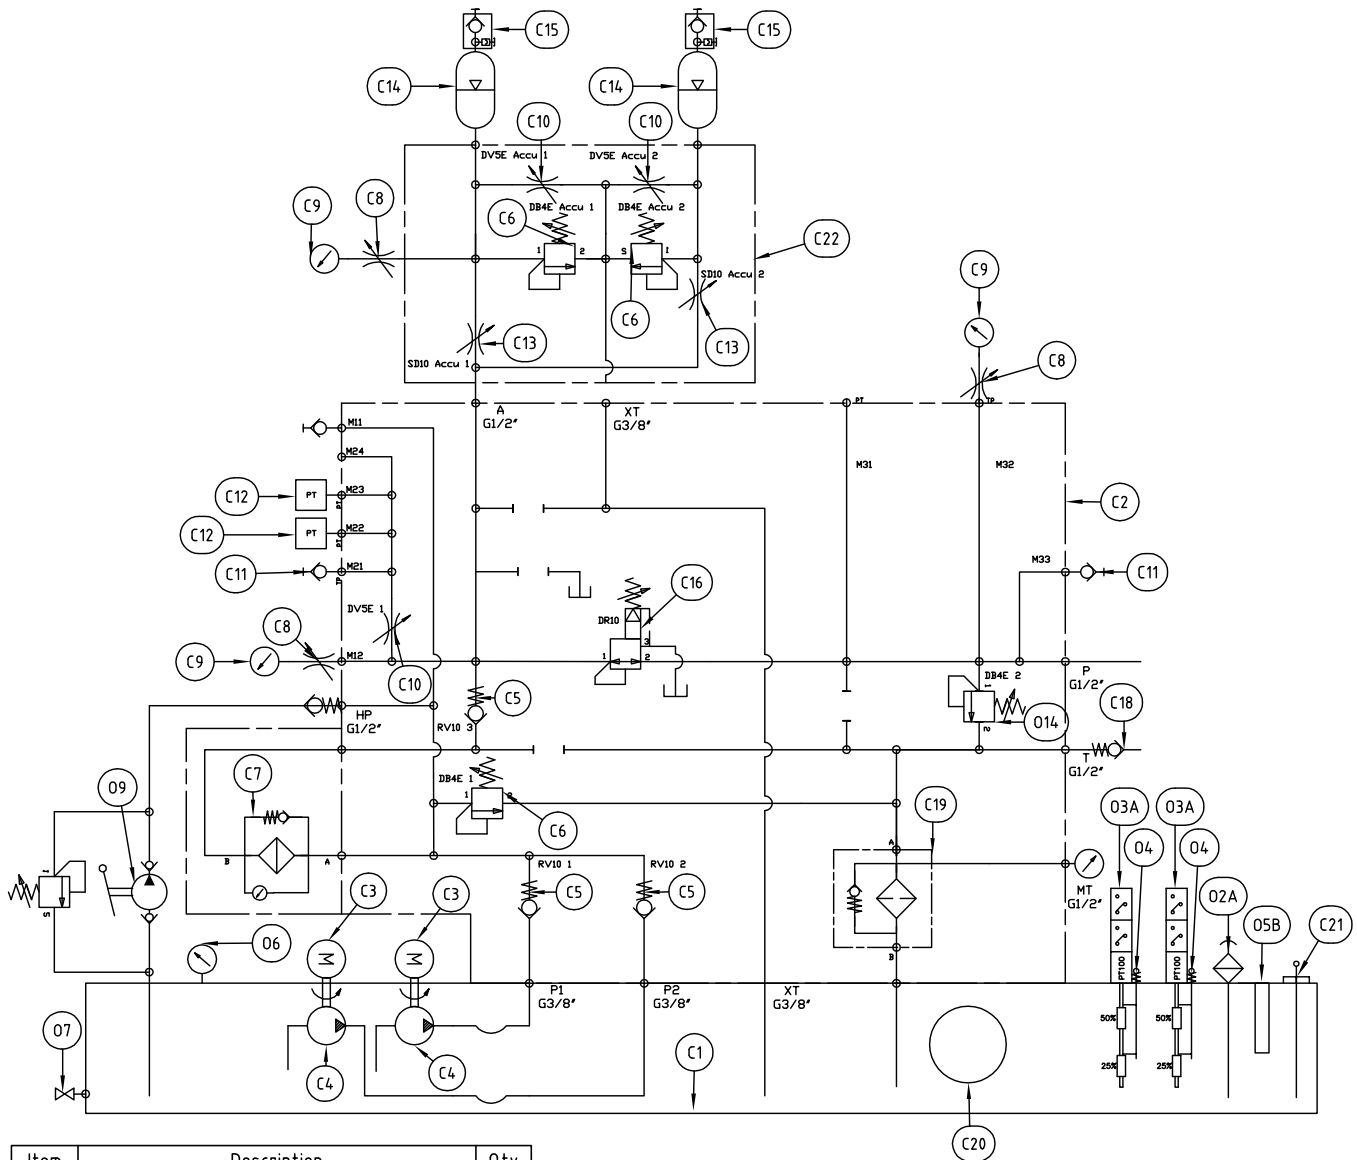 C15
C15
C14
C14
C10
C10
DV5E Accu 1
DV5E Accu 2
C9
C8
DB4E Accu 1
DB4E Accu 2
C6
C22
1
2
S
1
SD10 Accu 2
C9
C6
C13
C13
SD10 Accu 1
C8
A
G1/2"
XT
G3/8"
PT
TP
M11
M24
M31
M32
C12
PT
M23
PT
C2
C12
PT
M22
PT
M33
C11
M21
TP
C16
C11
DV5E 1
DR10
C8
3
C9
M12
1
2
C10
P
G1/2"
DB4E 2
1
C5
HP
G1/2"
RV10 3
O14
C18
2
T
G1/2"
C7
DB4E 1
1
2
O9
C6
C19
O3A
O3A
B
A
RV10 1
RV10 2
A
O4
O4
1
S
C3
C3
C5
C5
MT
G1/2"
O2A
O5B
C21
O6
B
M
M
PT100
PT100
P1
G3/8"
P2
G3/8"
XT
G3/8"
50%
50%
O7
C1
25%
25%
C4
C4
C20
Item
Description
Qty